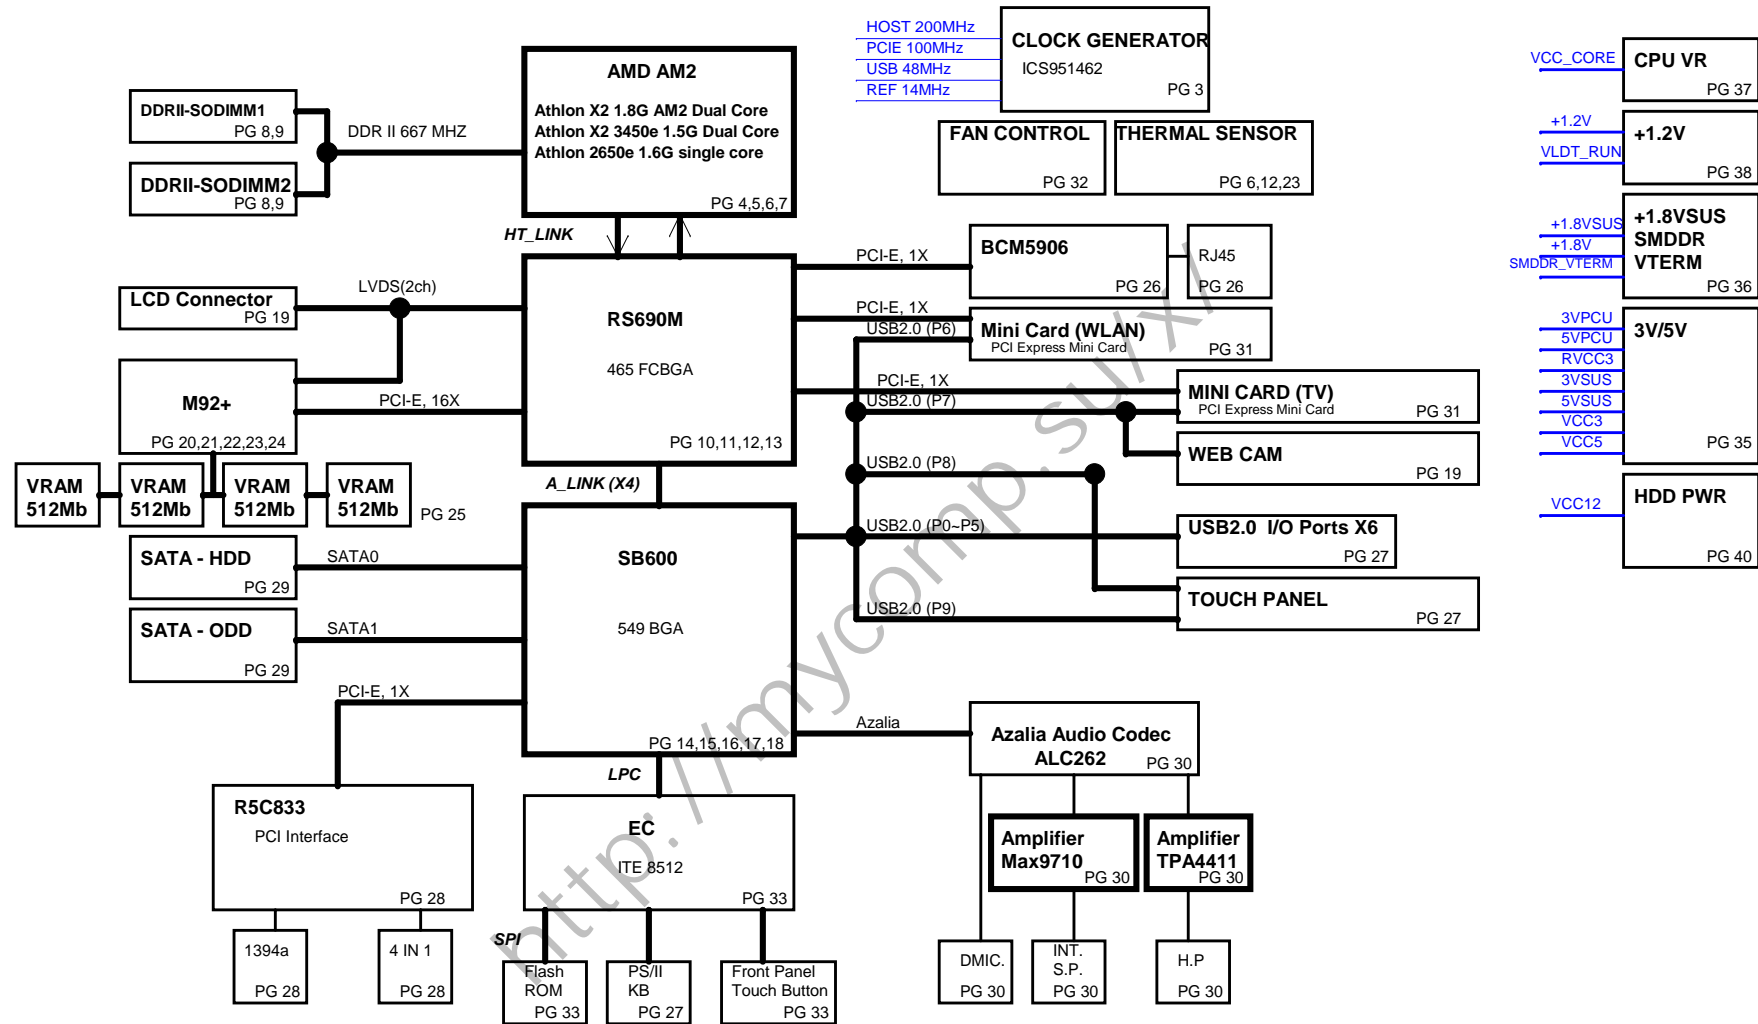 HOST 200MHz
PCIE 100MHz
USB 48MHz
REF 14MHz
CLOCK GENERATOR
ICS951462
PG 3
VCC_CORE
CPU VR
PG 37
AMD AM2
Athlon X2 1.8G AM2 Dual Core
Athlon X2 3450e 1.5G Dual Core
Athlon 2650e 1.6G single core
PG 4,5,6,7
DDRII-SODIMM1
PG 8,9
DDR II 667 MHZ
DDRII-SODIMM2
PG 8,9
FAN CONTROL
PG 32
THERMAL SENSOR
PG 6,12,23
+1.2V
VLDT_RUN
+1.2V
PG 38
+1.8VSUS
+1.8V
SMDDR_VTERM
+1.8VSUS
SMDDR
VTERM
PG 36
HT_LINK
BCM5906
PG 26
RJ45
PG 26
PCI-E, 1X
LCD Connector
PG 19
LVDS(2ch)
RS690M
465 FCBGA
PG 10,11,12,13
PCI-E, 1X
USB2.0 (P6)
Mini Card (WLAN)
PCI Express Mini Card
PG 31
3VPCU
5VPCU
RVCC3
3VSUS
5VSUS
VCC3
VCC5
3V/5V
PG 35
M92+
PG 20,21,22,23,24
PCI-E, 16X
PCI-E, 1X
USB2.0 (P7)
MINI CARD (TV)
PCI Express Mini Card
PG 31
WEB CAM
PG 19
VRAM
512Mb
VRAM
512Mb
VRAM
512Mb
VRAM
512Mb
PG 25
A_LINK (X4)
USB2.0 (P8)
VCC12
HDD PWR
PG 40
SATA - HDD
PG 29
SATA0
SB600
549 BGA
PG 14,15,16,17,18
USB2.0 (P0~P5)
USB2.0 I/O Ports X6
PG 27
SATA - ODD
PG 29
SATA1
USB2.0 (P9)
TOUCH PANEL
PG 27
PCI-E, 1X
Azalia
Azalia Audio Codec
ALC262
PG 30
LPC
R5C833
PCI Interface
PG 28
EC
ITE 8512
PG 33
Amplifier
Max9710
PG 30
Amplifier
TPA4411
PG 30
1394a
PG 28
4 IN 1
PG 28
SPI
Flash
ROM
PG 33
PS/II
KB
PG 27
Front Panel
Touch Button
PG 33
DMIC.
PG 30
INT.
S.P.
PG 30
H.P
PG 30
http://mycomp.su/x/